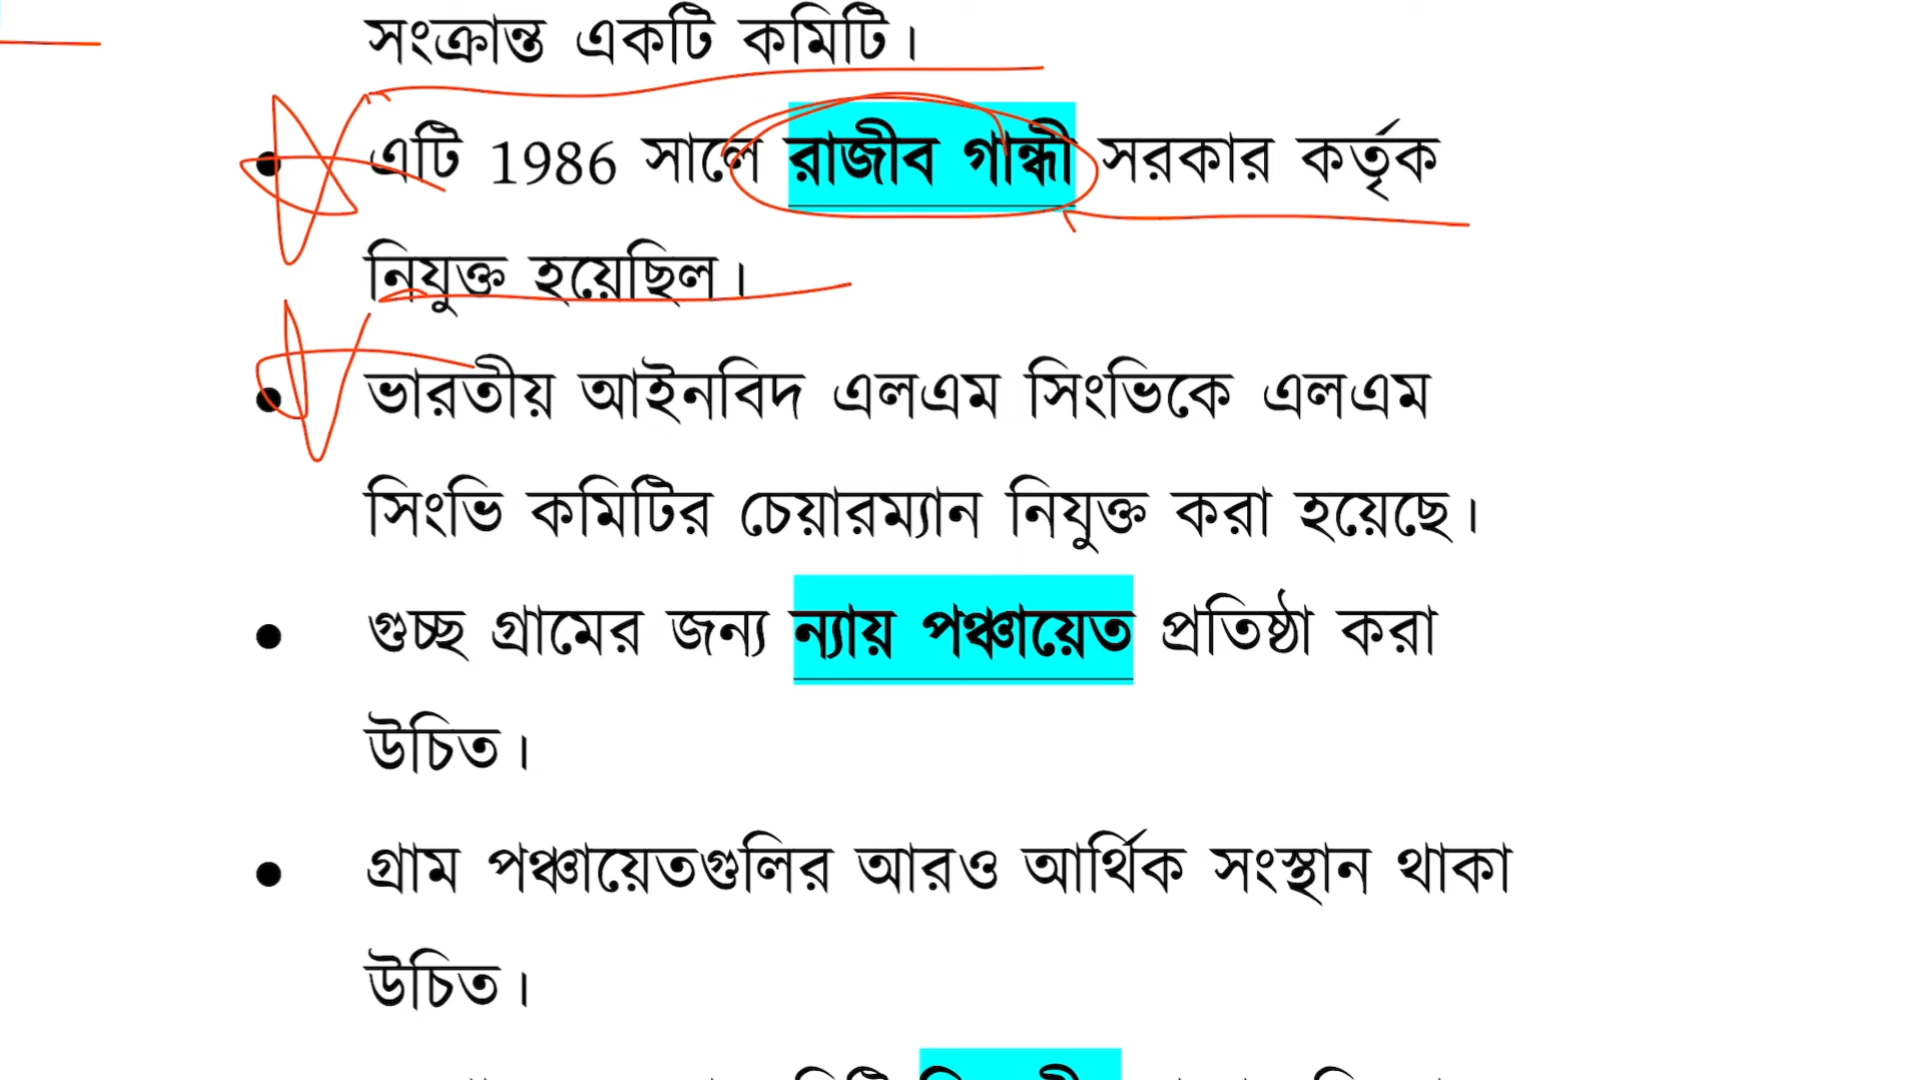 সংক্রান্ত একটি কমিটি।
• এটি 1986 সালে রাজীব গান্ধী সরকার কর্তৃক
নিযুক্ত হয়েছিল।
• ভারতীয় আইনবিদ এলএম সিংভিকে এলএম
সিংভি কমিটির চেয়ারম্যান নিযুক্ত করা হয়েছে।
• গুচ্ছ গ্রামের জন্য ন্যায় পঞ্চায়েত প্রতিষ্ঠা করা
উচিত।
• গ্রাম পঞ্চায়েতগুলির আরও আর্থিক সংস্থান থাকা
উচিত।